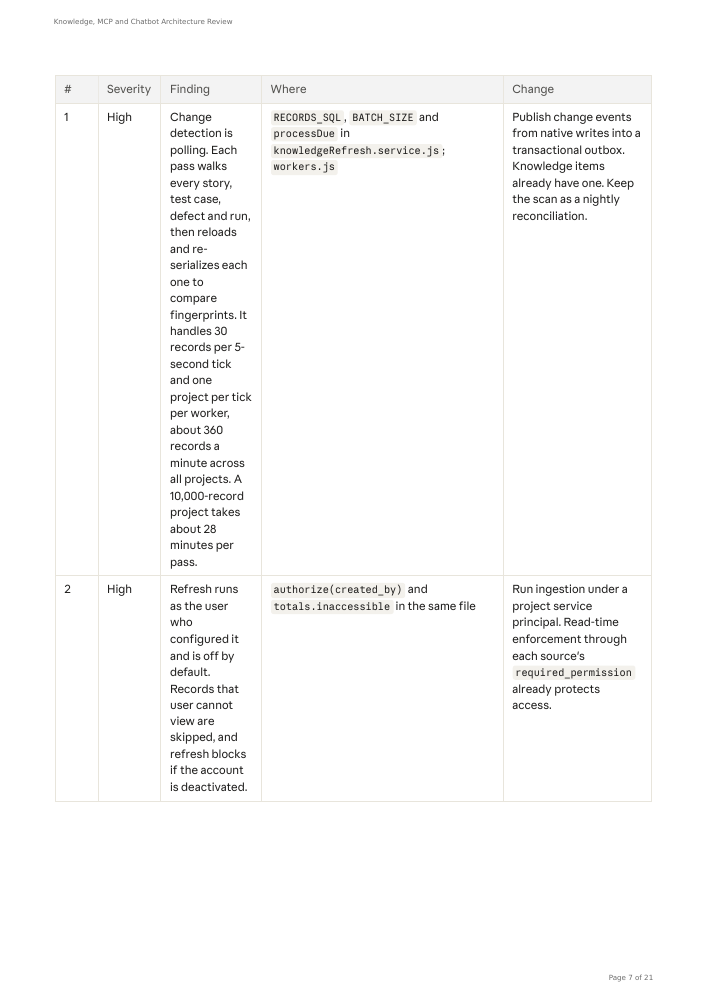 Knowledge, MCP and Chatbot Architecture Review
# Severity Finding Where Change
1
High
Change
detection is
polling. Each
pass walks
every story,
test case,
defect and run,
then reloads
and re-
serializes each
one to
compare
fingerprints. It
handles 30
records per 5-
second tick
and one
project per tick
per worker,
about 360
records a
minute across
all projects. A
10,000-record
project takes
about 28
minutes per
pass.
RECORDS_SQL, BATCH_SIZE and
processDue in
knowledgeRefresh.service.js;
workers.js
Publish change events
from native writes into a
transactional outbox.
Knowledge items
already have one. Keep
the scan as a nightly
reconciliation.
2
High
Refresh runs
as the user
who
configured it
and is off by
default.
Records that
user cannot
view are
skipped, and
refresh blocks
if the account
is deactivated.
authorize(created_by) and
totals.inaccessible in the same file
Run ingestion under a
project service
principal. Read-time
enforcement through
each source's
required_permission
already protects
access.
Page 7 of 21